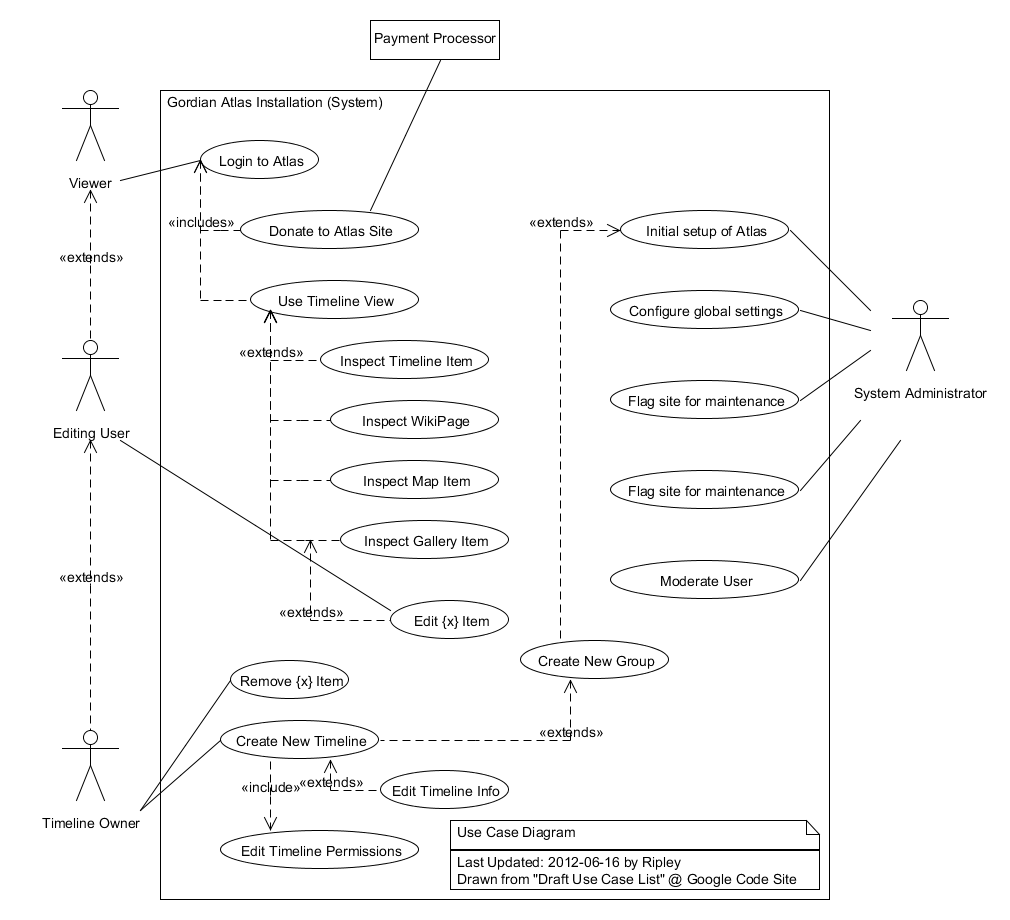 Payment Processor
Gordian Atlas Installation (System)
Viewer
Login to Atlas
«includes»
Donate to Atlas Site
«extends»
Initial setup of Atlas
«extends»
Use Timeline View
Configure global settings
«extends»
Inspect Timeline Item
System Administrator
Flag site for maintenance
Inspect WikiPage
Editing User
Inspect Map Item
Flag site for maintenance
Inspect Gallery Item
«extends»
Moderate User
«extends»
Edit {x} Item
Create New Group
Remove {x} Item
«extends»
Create New Timeline
«include»
«extends»
Edit Timeline Info
Timeline Owner
Edit Timeline Permissions
Use Case Diagram
Last Updated: 2012-06-16 by Ripley
Drawn from "Draft Use Case List" @ Google Code Site